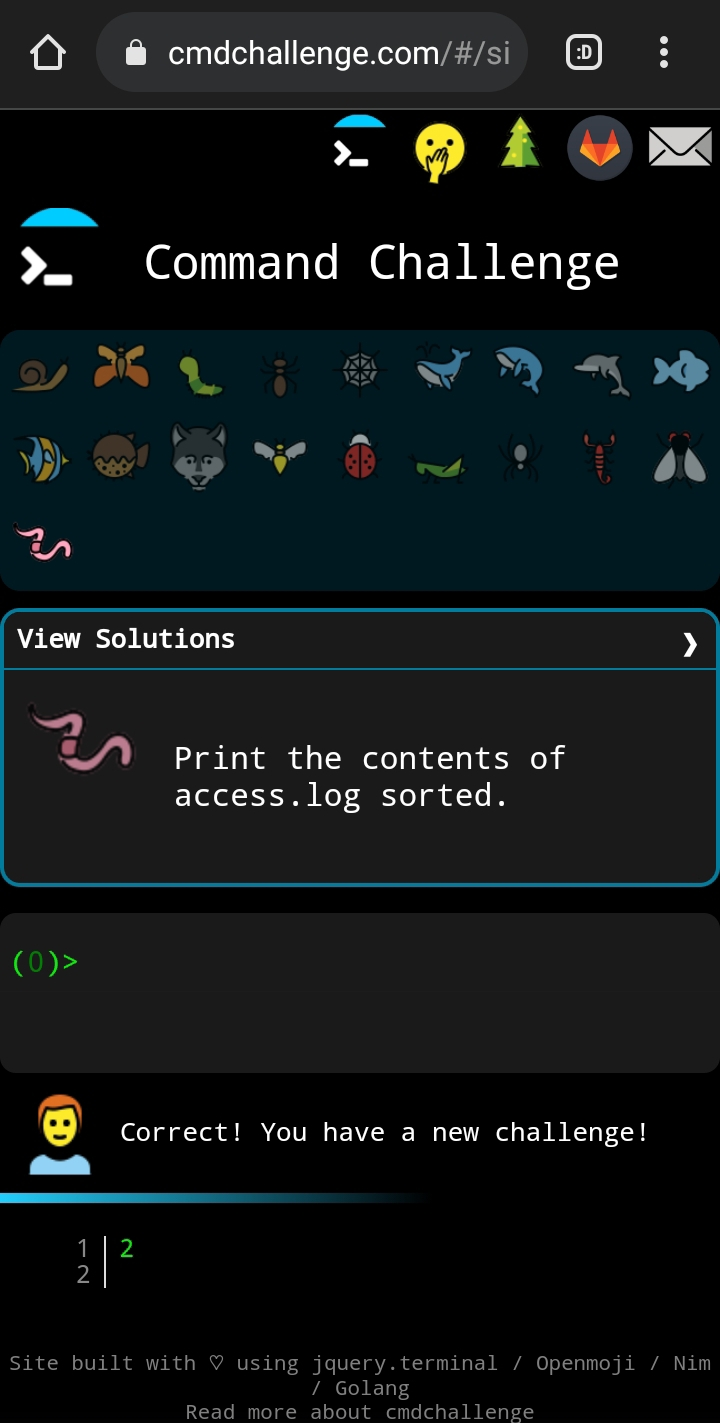 cmdchallenge.com/#/si
:D
Command Challenge
View Solutions ❯
Print the contents of
access.log sorted.
(0)>
Correct! You have a new challenge!
1 2
2
Site built with ♡ using jquery.terminal / Openmoji / Nim
/ Golang
Read more about cmdchallenge